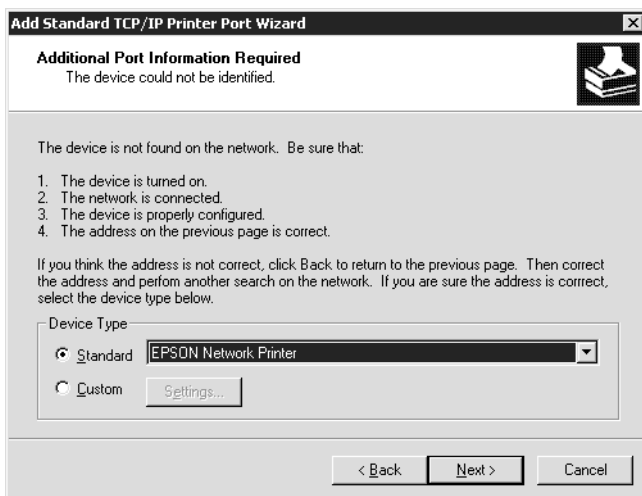 Add Standard TCP/IP Printer Port Wizard
Additional Port Information Required
The device could not be identified.
The device is not found on the network.  Be sure that:
1.  The device is turned on.
2.  The network is connected.
3.  The device is properly configured.
4.  The address on the previous page is correct.
If you think the address is not correct, click Back to return to the previous page.  Then correct
the address and perfom another search on the network.  If you are sure the address is corrrect,
select the device type below.
Device Type
Standard EPSON Network Printer
Custom Settings...
< Back Next > Cancel